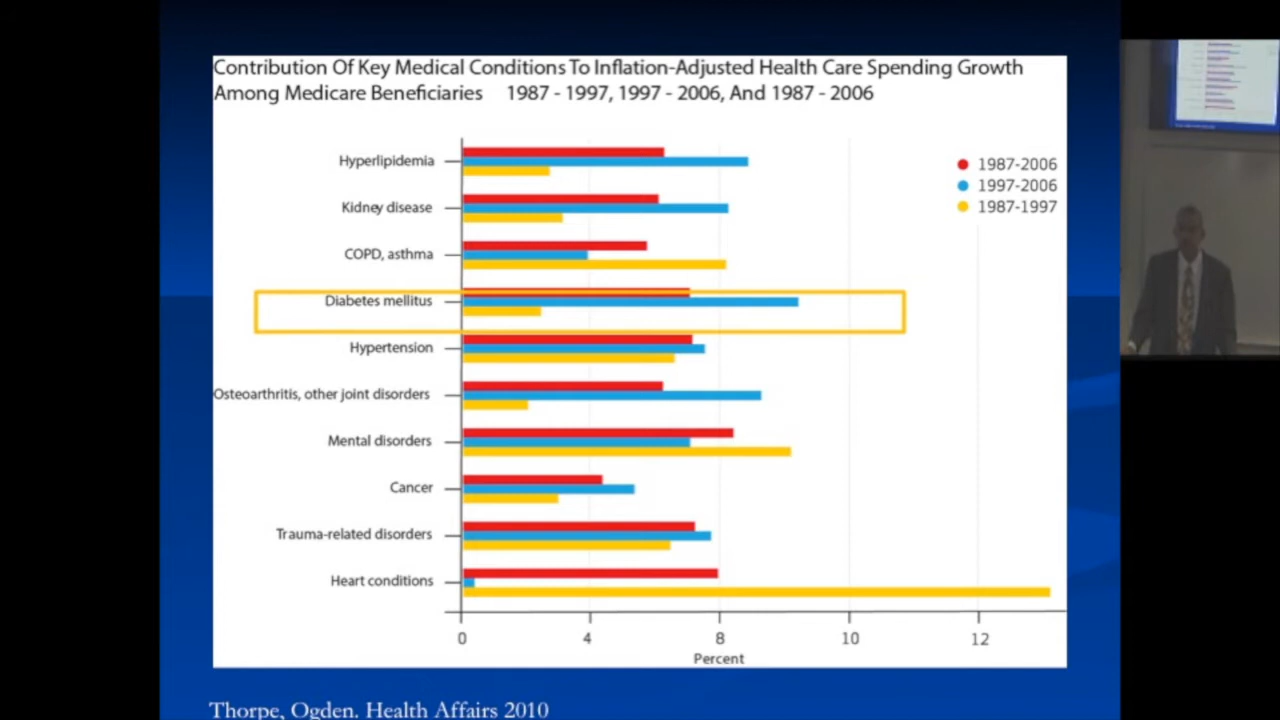 Contribution Of Key Medical Conditions To Inflation-Adjusted Health Care Spending Growth
Among Medicare Beneficiaries 1987 - 1997, 1997 - 2006, And 1987 - 2006
1987-2006
1997-2006
1987-1997
Hyperlipidemia
Kidney disease
COPD, asthma
Diabetes mellitus
Hypertension
Osteoarthritis, other joint disorders
Mental disorders
Cancer
Trauma-related disorders
Heart conditions
0 4 8 10 12
Percent
Thorpe, Ogden. Health Affairs 2010